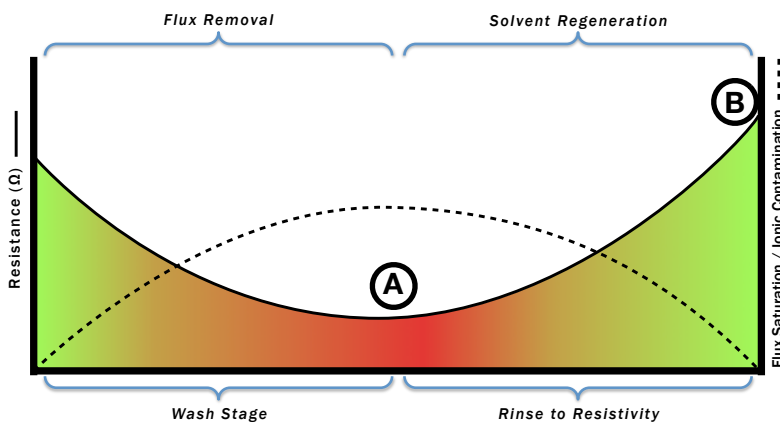 Flux Removal
Solvent Regeneration
Resistance (Ω)
B
A
Flux Saturation / Ionic Contamination
Wash Stage
Rinse to Resistivity